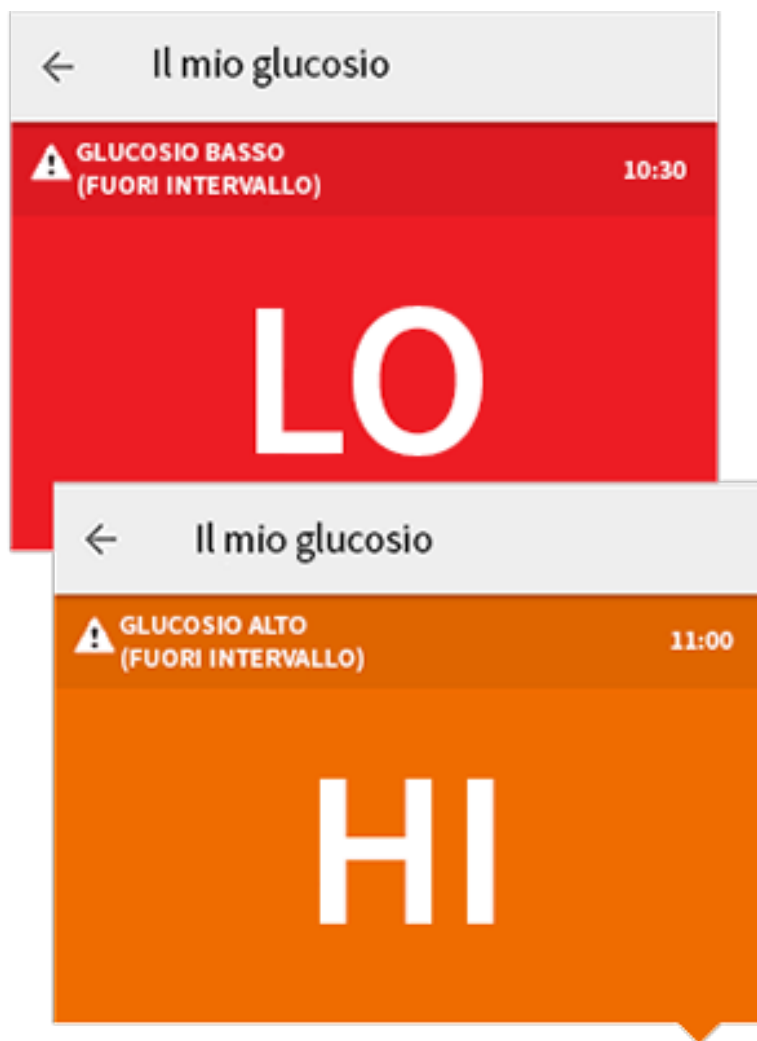 Il mio glucosio
GLUCOSIO BASSO
(FUORI INTERVALLO)
10:30
LO
Il mio glucosio
GLUCOSIO ALTO
(FUORI INTERVALLO)
11:00
HI